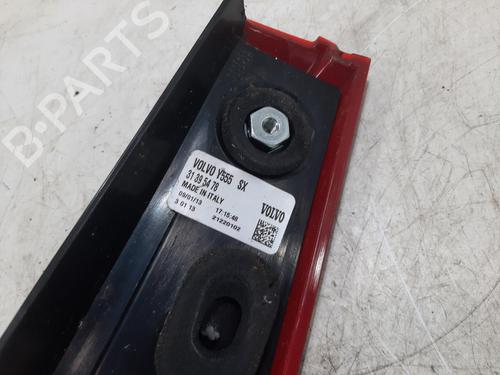 B-PARTS
VOLVO Y555 SX
31 39 54 78
MADE IN ITALY
09/01/13 17:15:48
3 01 13 21220102
VOLVO